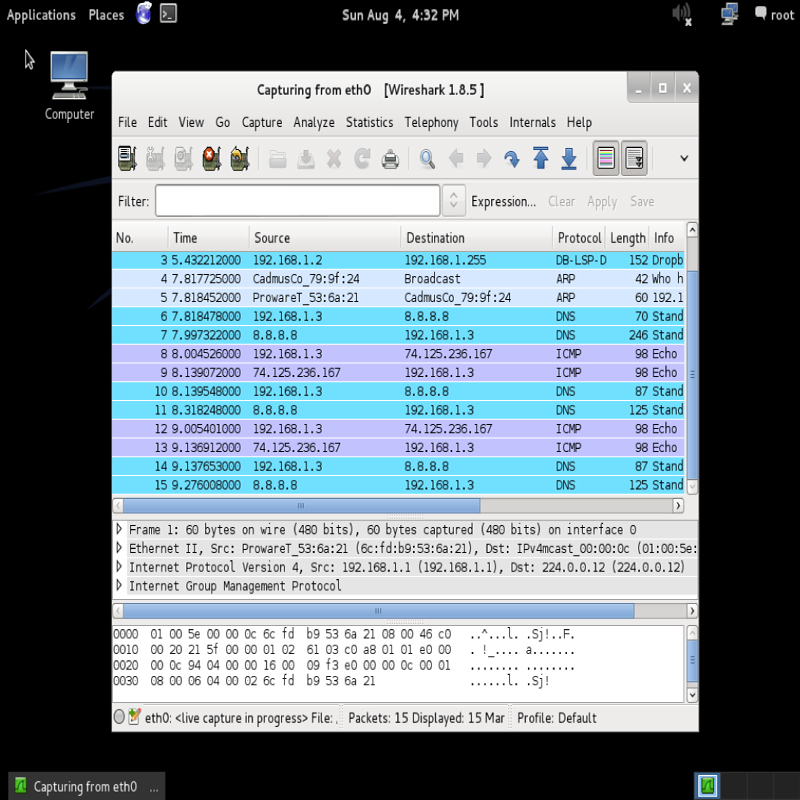 Applications Places Sun Aug 4, 4:32 PM root
Computer
Capturing from eth0 [Wireshark 1.8.5 ]
File Edit View Go Capture Analyze Statistics Telephony Tools Internals Help
Filter: Expression... Clear Apply Save
No. Time Source Destination Protocol Length Info
3 5.432212000 192.168.1.2 192.168.1.255 DB-LSP-D 152 Dropb
4 7.817725000 CadmusCo_79:9f:24 Broadcast ARP 42 Who h
5 7.818452000 ProwareT_53:6a:21 CadmusCo_79:9f:24 ARP 60 192.1
6 7.818478000 192.168.1.3 8.8.8.8 DNS 70 Stand
7 7.997322000 8.8.8.8 192.168.1.3 DNS 246 Stand
8 8.004526000 192.168.1.3 74.125.236.167 ICMP 98 Echo
9 8.139072000 74.125.236.167 192.168.1.3 ICMP 98 Echo
10 8.139548000 192.168.1.3 8.8.8.8 DNS 87 Stand
11 8.318248000 8.8.8.8 192.168.1.3 DNS 125 Stand
12 9.005401000 192.168.1.3 74.125.236.167 ICMP 98 Echo
13 9.136912000 74.125.236.167 192.168.1.3 ICMP 98 Echo
14 9.137653000 192.168.1.3 8.8.8.8 DNS 87 Stand
15 9.276008000 8.8.8.8 192.168.1.3 DNS 125 Stand
Frame 1: 60 bytes on wire (480 bits), 60 bytes captured (480 bits) on interface 0
Ethernet II, Src: ProwareT_53:6a:21 (6c:fd:b9:53:6a:21), Dst: IPv4mcast_00:00:0c (01:00:5e:
Internet Protocol Version 4, Src: 192.168.1.1 (192.168.1.1), Dst: 224.0.0.12 (224.0.0.12)
Internet Group Management Protocol
0000 01 00 5e 00 00 0c 6c fd b9 53 6a 21 08 00 46 c0 ..^...l. .Sj!..F.
0010 00 20 21 5f 00 00 01 02 61 03 c0 a8 01 01 e0 00 . !_.... a.......
0020 00 0c 94 04 00 00 16 00 09 f3 e0 00 00 0c 00 01 ........ ........
0030 08 00 06 04 00 02 6c fd b9 53 6a 21 ......l. .Sj!
eth0: <live capture in progress> File: . Packets: 15 Displayed: 15 Mar Profile: Default
Capturing from eth0 ...